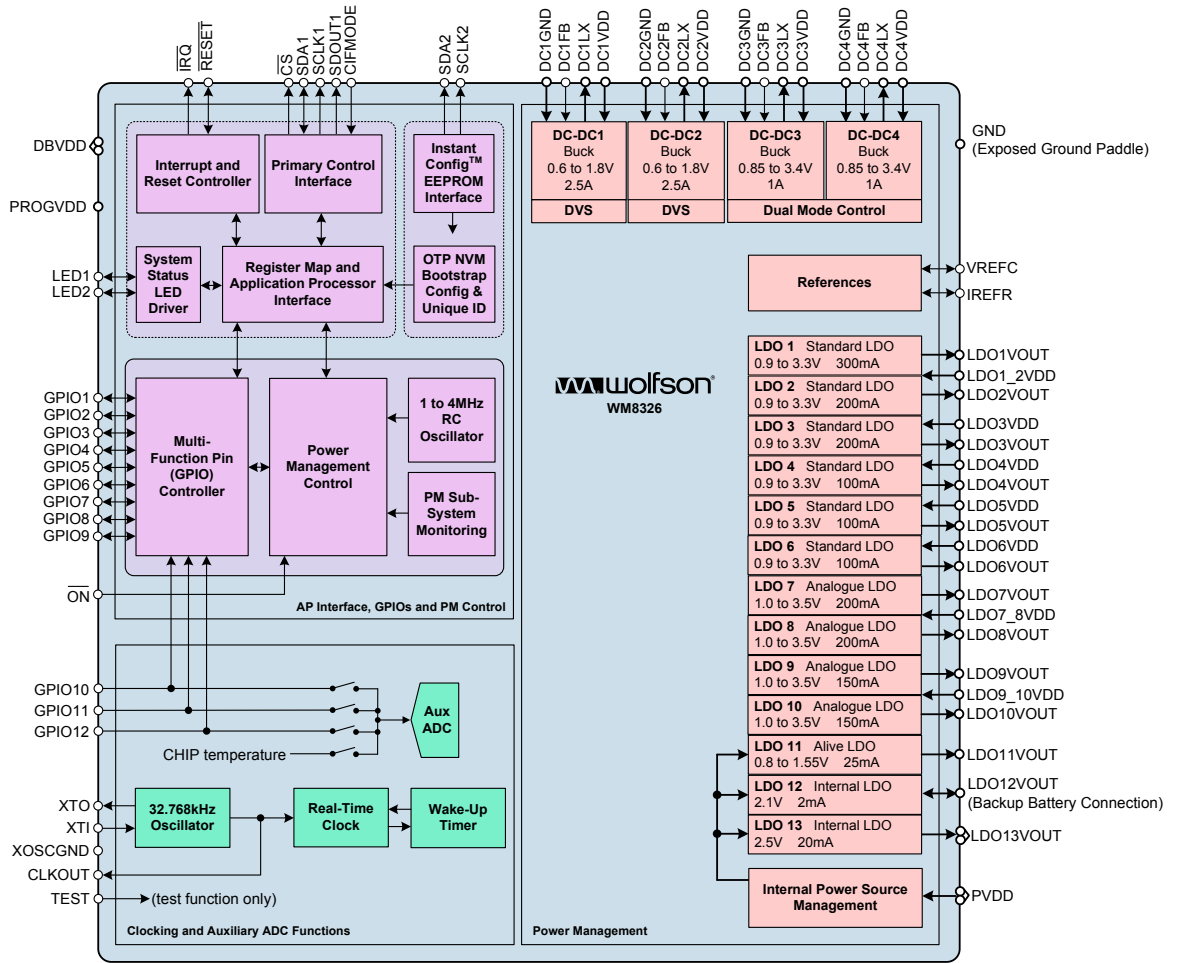 IRQ
RESET
CS
SDA1
SCLK1
SDOUT1
CIFMODE
SDA2
SCLK2
DC1GND
DC1FB
DC1LX
DC1VDD
DC2GND
DC2FB
DC2LX
DC2VDD
DC3GND
DC3FB
DC3LX
DC3VDD
DC4GND
DC4FB
DC4LX
DC4VDD
DBVDD
PROGVDD
LED1
LED2
GPIO1
GPIO2
GPIO3
GPIO4
GPIO5
GPIO6
GPIO7
GPIO8
GPIO9
ON
GPIO10
GPIO11
GPIO12
XTO
XTI
XOSCGND
CLKOUT
TEST
Interrupt and
Reset Controller
Primary Control
Interface
Instant
Config™
EEPROM
Interface
System
Status
LED
Driver
Register Map and
Application Processor
Interface
OTP NVM
Bootstrap
Config &
Unique ID
Multi-
Function Pin
(GPIO)
Controller
Power
Management
Control
1 to 4MHz
RC
Oscillator
PM Sub-
System
Monitoring
AP Interface, GPIOs and PM Control
CHIP temperature
Aux
ADC
32.768kHz
Oscillator
Real-Time
Clock
Wake-Up
Timer
(test function only)
Clocking and Auxiliary ADC Functions
DC-DC1
Buck
0.6 to 1.8V
2.5A
DVS
DC-DC2
Buck
0.6 to 1.8V
2.5A
DVS
DC-DC3
Buck
0.85 to 3.4V
1A
DC-DC4
Buck
0.85 to 3.4V
1A
Dual Mode Control
References
wolfson
WM8326
LDO 1 Standard LDO
0.9 to 3.3V 300mA
LDO 2 Standard LDO
0.9 to 3.3V 200mA
LDO 3 Standard LDO
0.9 to 3.3V 200mA
LDO 4 Standard LDO
0.9 to 3.3V 100mA
LDO 5 Standard LDO
0.9 to 3.3V 100mA
LDO 6 Standard LDO
0.9 to 3.3V 100mA
LDO 7 Analogue LDO
1.0 to 3.5V 200mA
LDO 8 Analogue LDO
1.0 to 3.5V 200mA
LDO 9 Analogue LDO
1.0 to 3.5V 150mA
LDO 10 Analogue LDO
1.0 to 3.5V 150mA
LDO 11 Alive LDO
0.8 to 1.55V 25mA
LDO 12 Internal LDO
2.1V 2mA
LDO 13 Internal LDO
2.5V 20mA
Internal Power Source
Management
Power Management
GND
(Exposed Ground Paddle)
VREFC
IREFR
LDO1VOUT
LDO1_2VDD
LDO2VOUT
LDO3VDD
LDO3VOUT
LDO4VDD
LDO4VOUT
LDO5VDD
LDO5VOUT
LDO6VDD
LDO6VOUT
LDO7VOUT
LDO7_8VDD
LDO8VOUT
LDO9VOUT
LDO9_10VDD
LDO10VOUT
LDO11VOUT
LDO12VOUT
(Backup Battery Connection)
LDO13VOUT
PVDD